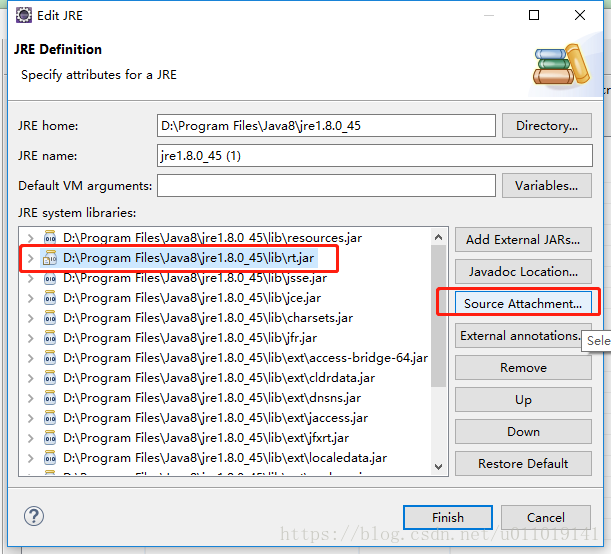 Edit JRE
JRE Definition
Specify attributes for a JRE
JRE home: D:\Program Files\Java8\jre1.8.0_45 Directory...
JRE name: jre1.8.0_45 (1)
Default VM arguments: Variables...
JRE system libraries:
D:\Program Files\Java8\jre1.8.0_45\lib\resources.jar
D:\Program Files\Java8\jre1.8.0_45\lib\rt.jar
D:\Program Files\Java8\jre1.8.0_45\lib\jsse.jar
D:\Program Files\Java8\jre1.8.0_45\lib\jce.jar
D:\Program Files\Java8\jre1.8.0_45\lib\charsets.jar
D:\Program Files\Java8\jre1.8.0_45\lib\jfr.jar
D:\Program Files\Java8\jre1.8.0_45\lib\ext\access-bridge-64.jar
D:\Program Files\Java8\jre1.8.0_45\lib\ext\cldrdata.jar
D:\Program Files\Java8\jre1.8.0_45\lib\ext\dnsns.jar
D:\Program Files\Java8\jre1.8.0_45\lib\ext\jaccess.jar
D:\Program Files\Java8\jre1.8.0_45\lib\ext\jfxrt.jar
D:\Program Files\Java8\jre1.8.0_45\lib\ext\localedata.jar
Add External JARs...
Javadoc Location...
Source Attachment...
External annotations..
Sele
Remove
Up
Down
Restore Default
Finish
Cancel
https://blog.csdn.net/u011019141